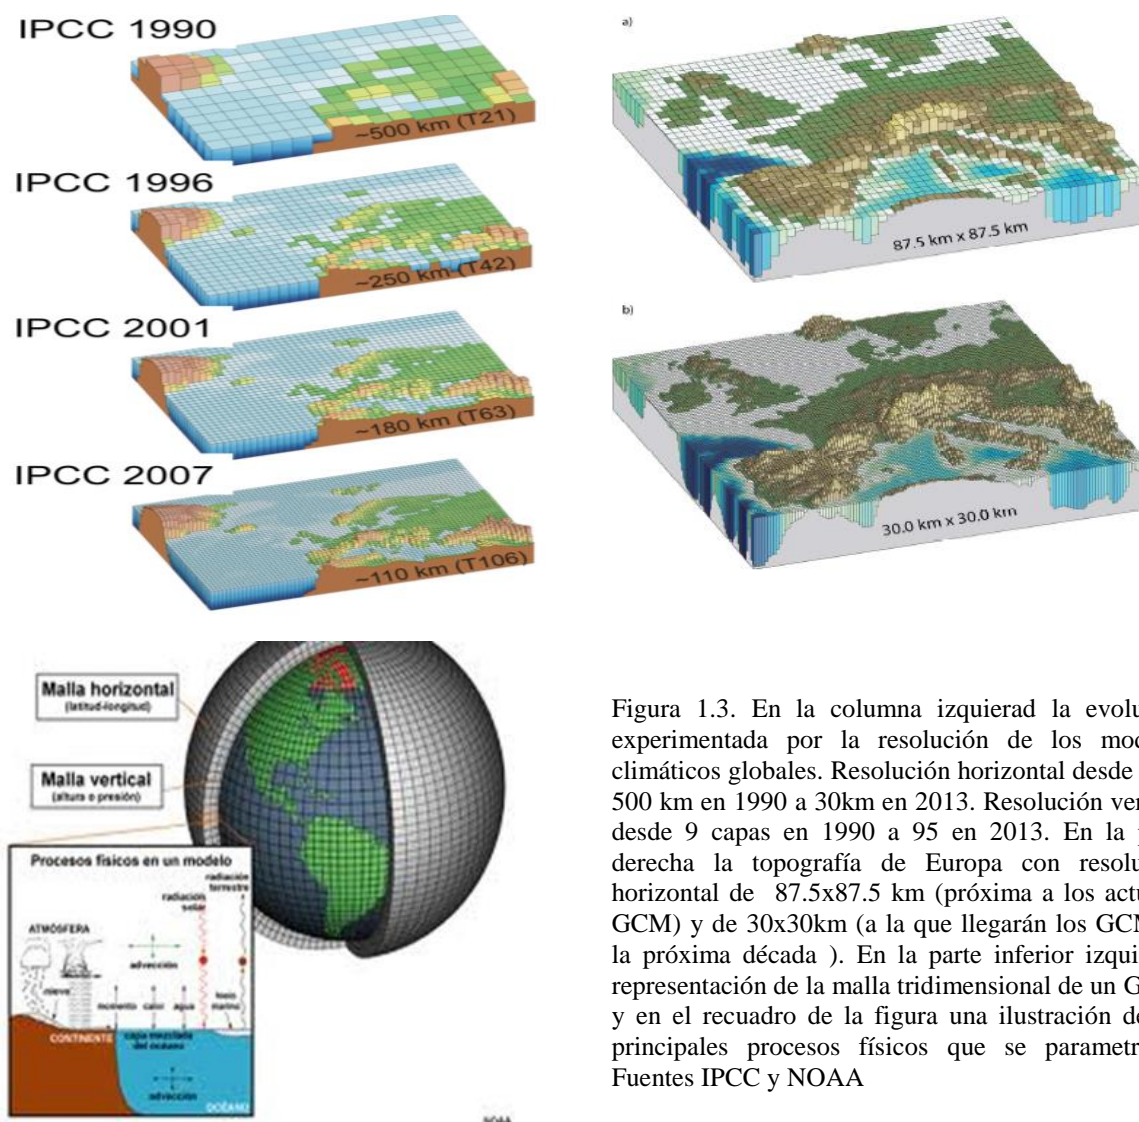 IPCC 1990
~500 km (T21)
IPCC 1996
~250 km (T42)
IPCC 2001
~180 km (T63)
IPCC 2007
~110 km (T106)
a)
87.5 km x 87.5 km
b)
30.0 km x 30.0 km
Malla horizontal
(latitud-longitud)
Malla vertical
(altura o presión)
Procesos físicos en un modelo
radiación
terrestre
radiación
solar
ATMÓSFERA
advección
nieve
momento calor agua
CONTINENTE
capa mezclada
del océano
advección
OCÉANO
NOAA
Figura 1.3. En la columna izquierad la evolu
experimentada por la resolución de los mod
climáticos globales. Resolución horizontal desde
500 km en 1990 a 30km en 2013. Resolución ver
desde 9 capas en 1990 a 95 en 2013. En la p
derecha la topografía de Europa con resolu
horizontal de 87.5x87.5 km (próxima a los actu
GCM) y de 30x30km (a la que llegarán los GCM
la próxima década ). En la parte inferior izqui
representación de la malla tridimensional de un G
y en el recuadro de la figura una ilustración de
principales procesos físicos que se parametr
Fuentes IPCC y NOAA